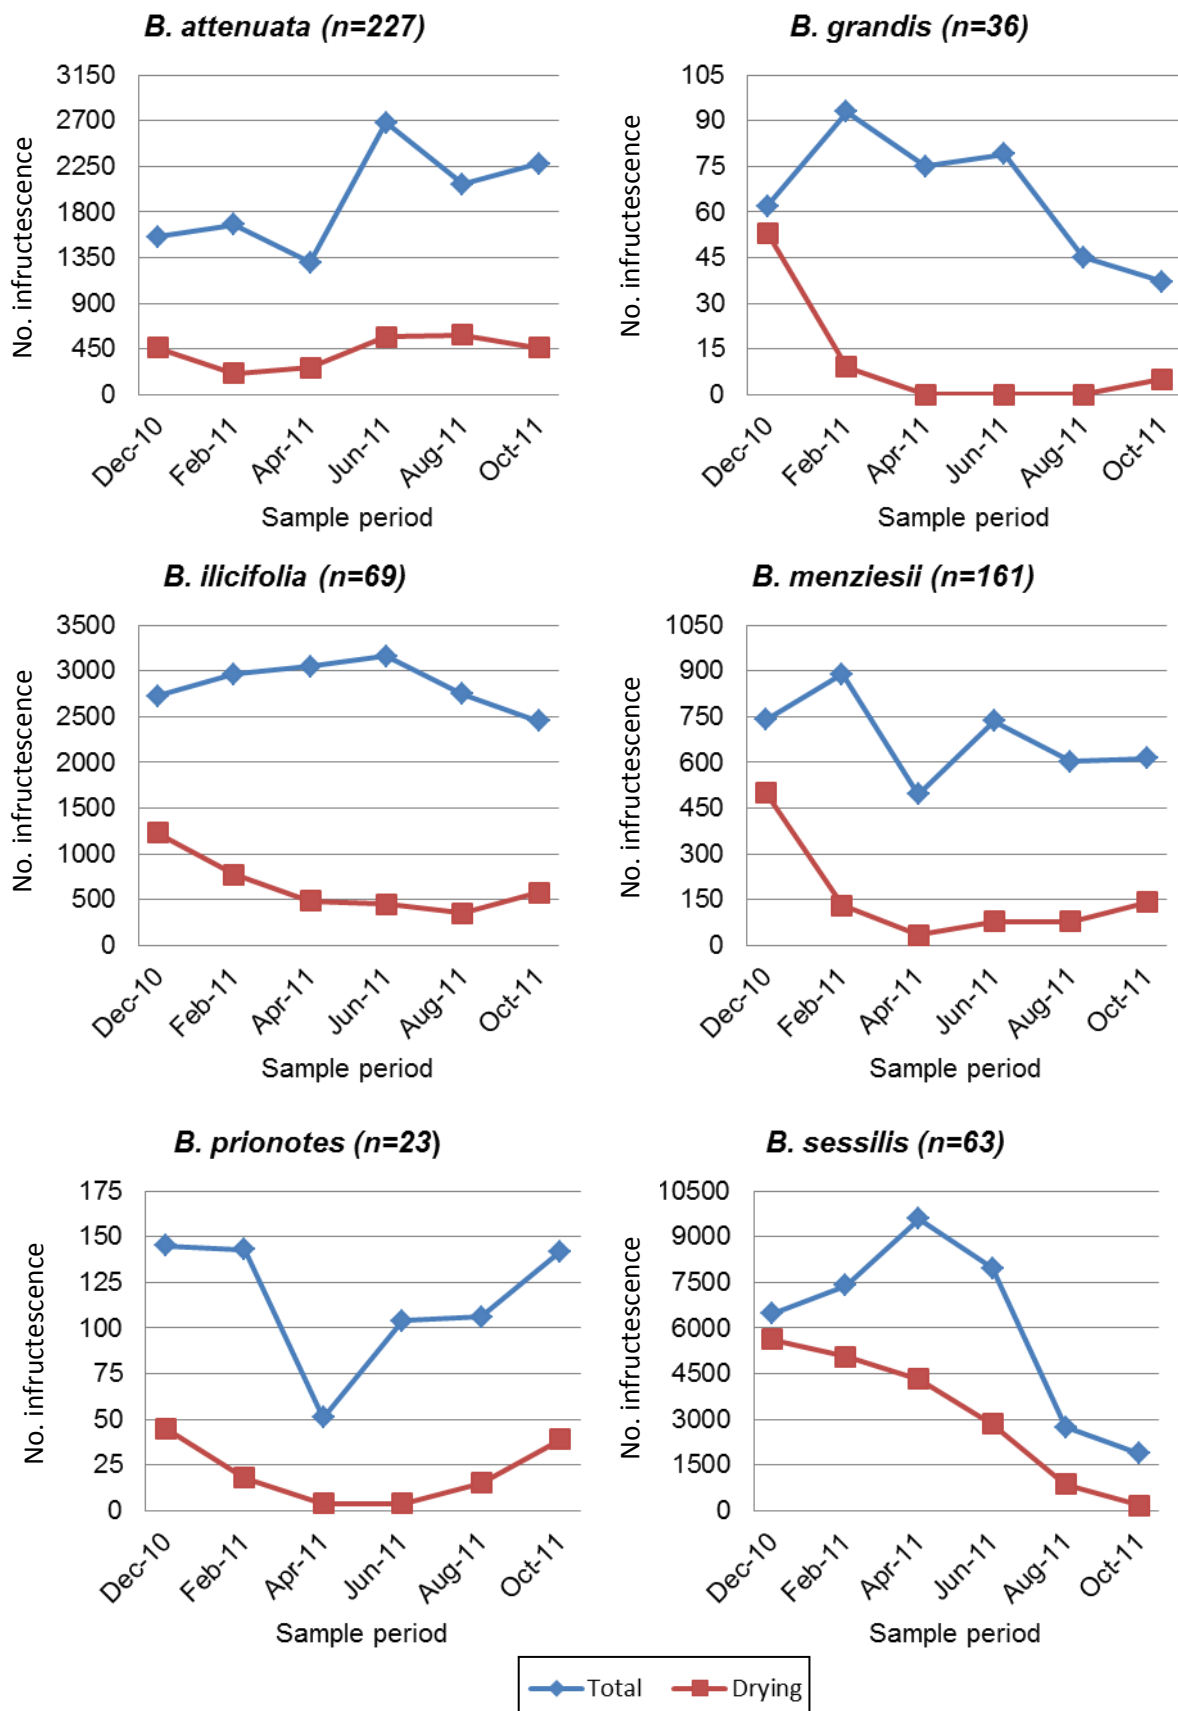 B. attenuata (n=227)
3150
2700
2250
1800
1350
900
450
0
No. infructescence
Dec-10
Feb-11
Apr-11
Jun-11
Aug-11
Oct-11
Sample period
B. grandis (n=36)
105
90
75
60
45
30
15
0
No. infructescence
Dec-10
Feb-11
Apr-11
Jun-11
Aug-11
Oct-11
Sample period
B. ilicifolia (n=69)
3500
3000
2500
2000
1500
1000
500
0
No. infructescence
Dec-10
Feb-11
Apr-11
Jun-11
Aug-11
Oct-11
Sample period
B. menziesii (n=161)
1050
900
750
600
450
300
150
0
No. infructescence
Dec-10
Feb-11
Apr-11
Jun-11
Aug-11
Oct-11
Sample period
B. prionotes (n=23)
175
150
125
100
75
50
25
0
No. infructescence
Dec-10
Feb-11
Apr-11
Jun-11
Aug-11
Oct-11
Sample period
B. sessilis (n=63)
10500
9000
7500
6000
4500
3000
1500
0
No. infructescence
Dec-10
Feb-11
Apr-11
Jun-11
Aug-11
Oct-11
Sample period
Total Drying